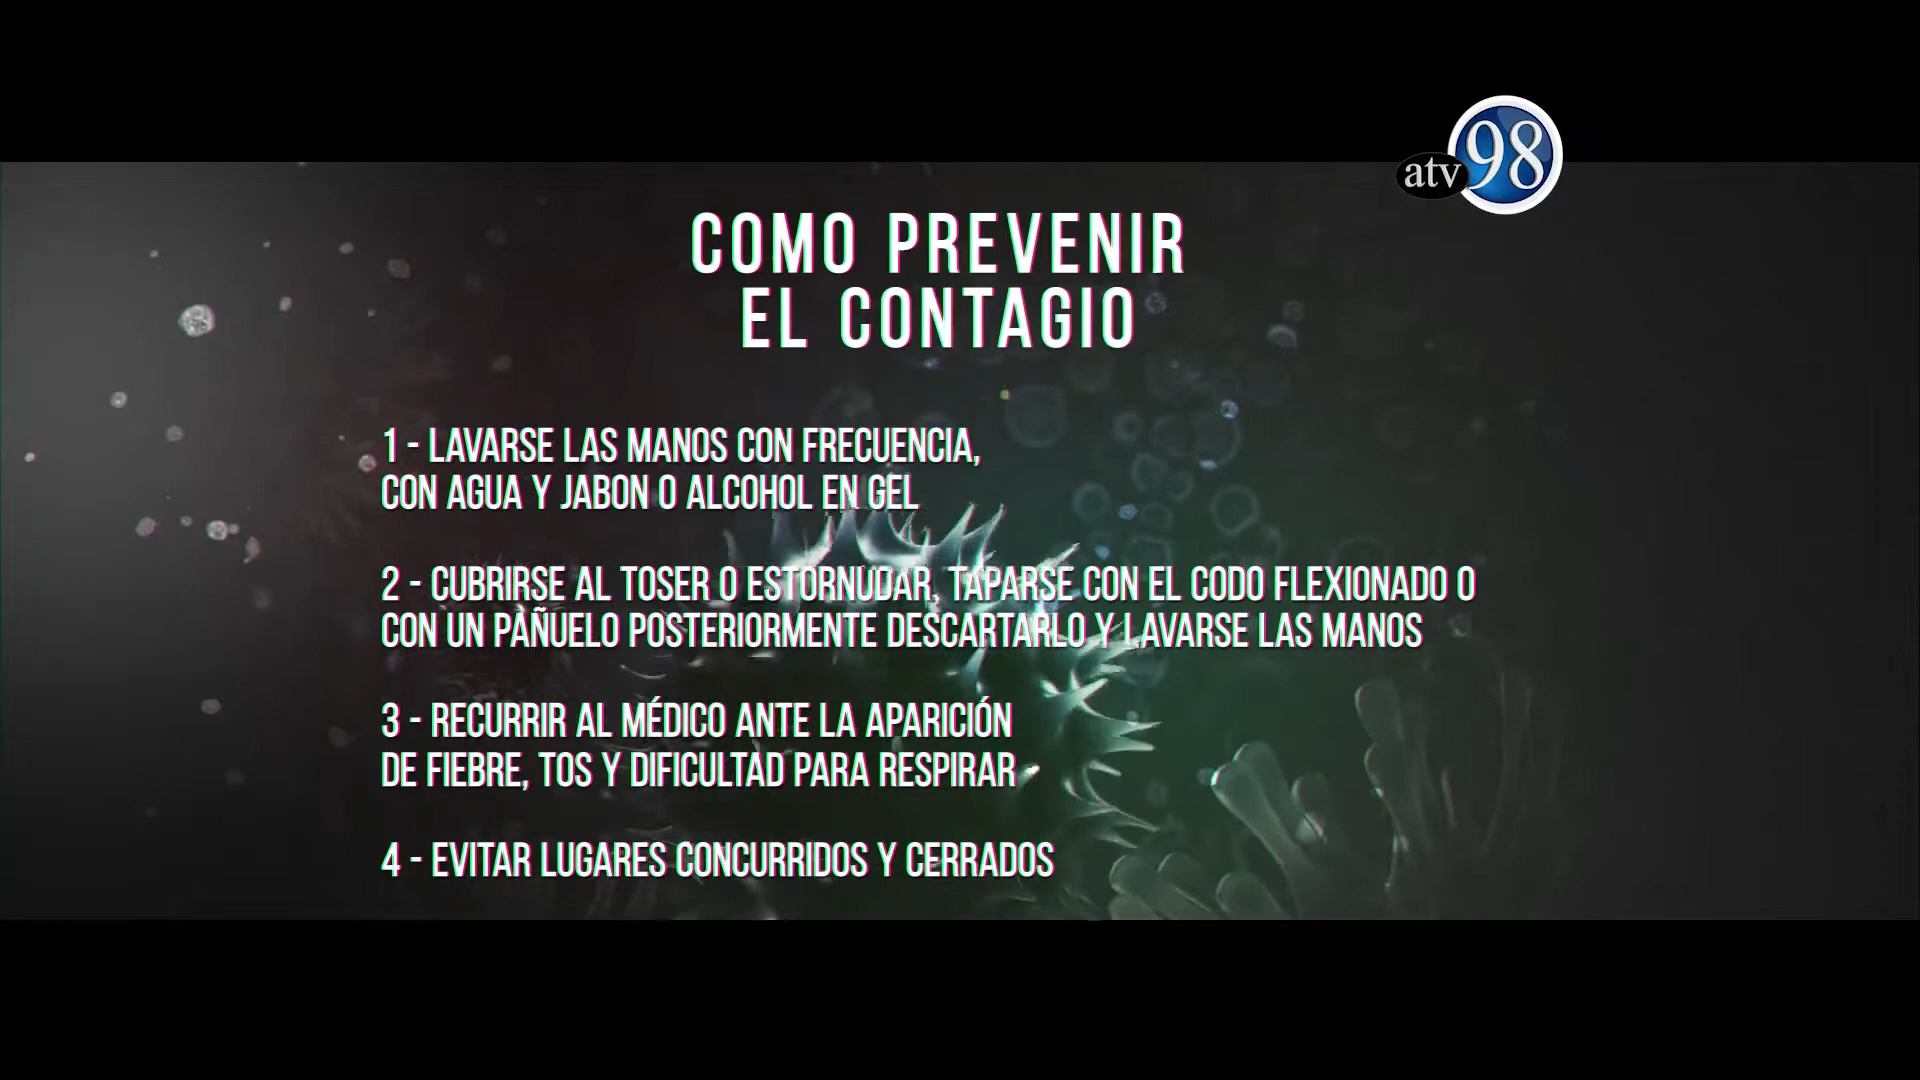 atv 98
COMO PREVENIR
EL CONTAGIO
1 - LAVARSE LAS MANOS CON FRECUENCIA,
CON AGUA Y JABON O ALCOHOL EN GEL
2 - CUBRIRSE AL TOSER O ESTORNUDAR, TAPARSE CON EL CODO FLEXIONADO O
CON UN PAÑUELO POSTERIORMENTE DESCARTARLO Y LAVARSE LAS MANOS
3 - RECURRIR AL MÉDICO ANTE LA APARICIÓN
DE FIEBRE, TOS Y DIFICULTAD PARA RESPIRAR
4 - EVITAR LUGARES CONCURRIDOS Y CERRADOS